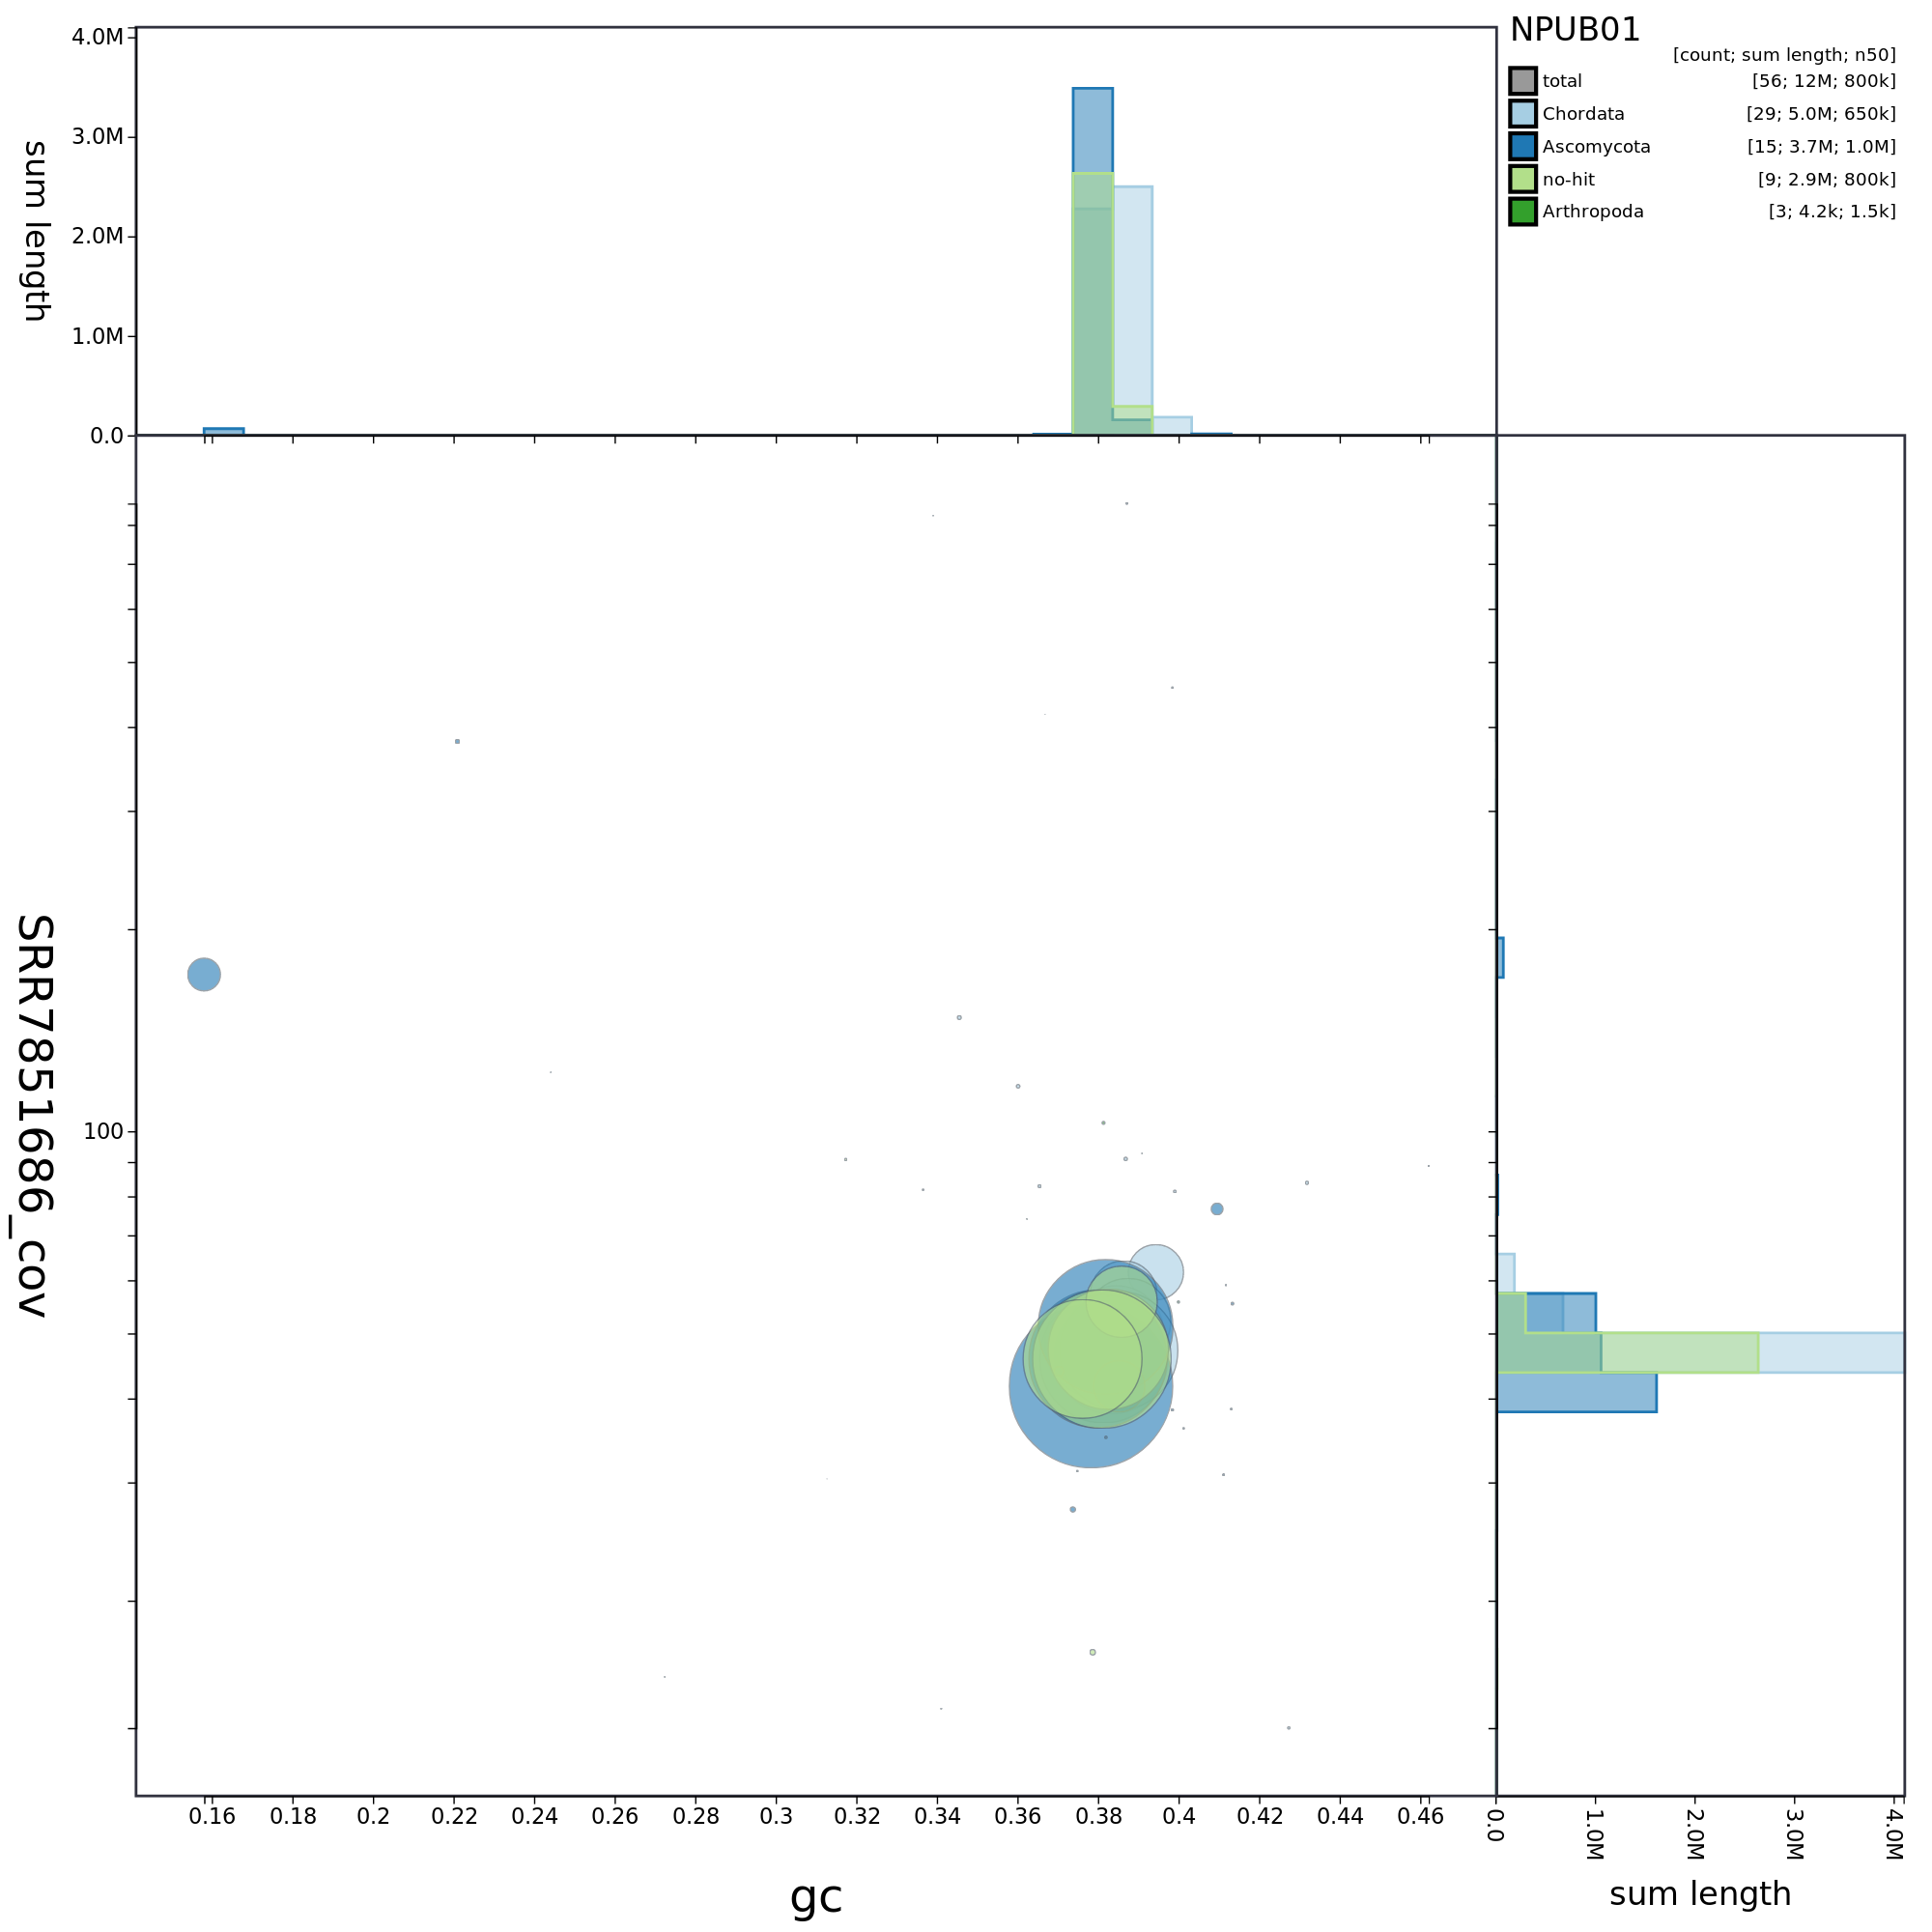 NPUB01
[count; sum length; n50]
total [56; 12M; 800k]
Chordata [29; 5.0M; 650k]
Ascomycota [15; 3.7M; 1.0M]
no-hit [9; 2.9M; 800k]
Arthropoda [3; 4.2k; 1.5k]
sum length
4.0M
3.0M
2.0M
1.0M
0.0
SRR7851686_cov
100
0.16 0.18 0.2 0.22 0.24 0.26 0.28 0.3 0.32 0.34 0.36 0.38 0.4 0.42 0.44 0.46
gc
0.0 1.0M 2.0M 3.0M 4.0M
sum length